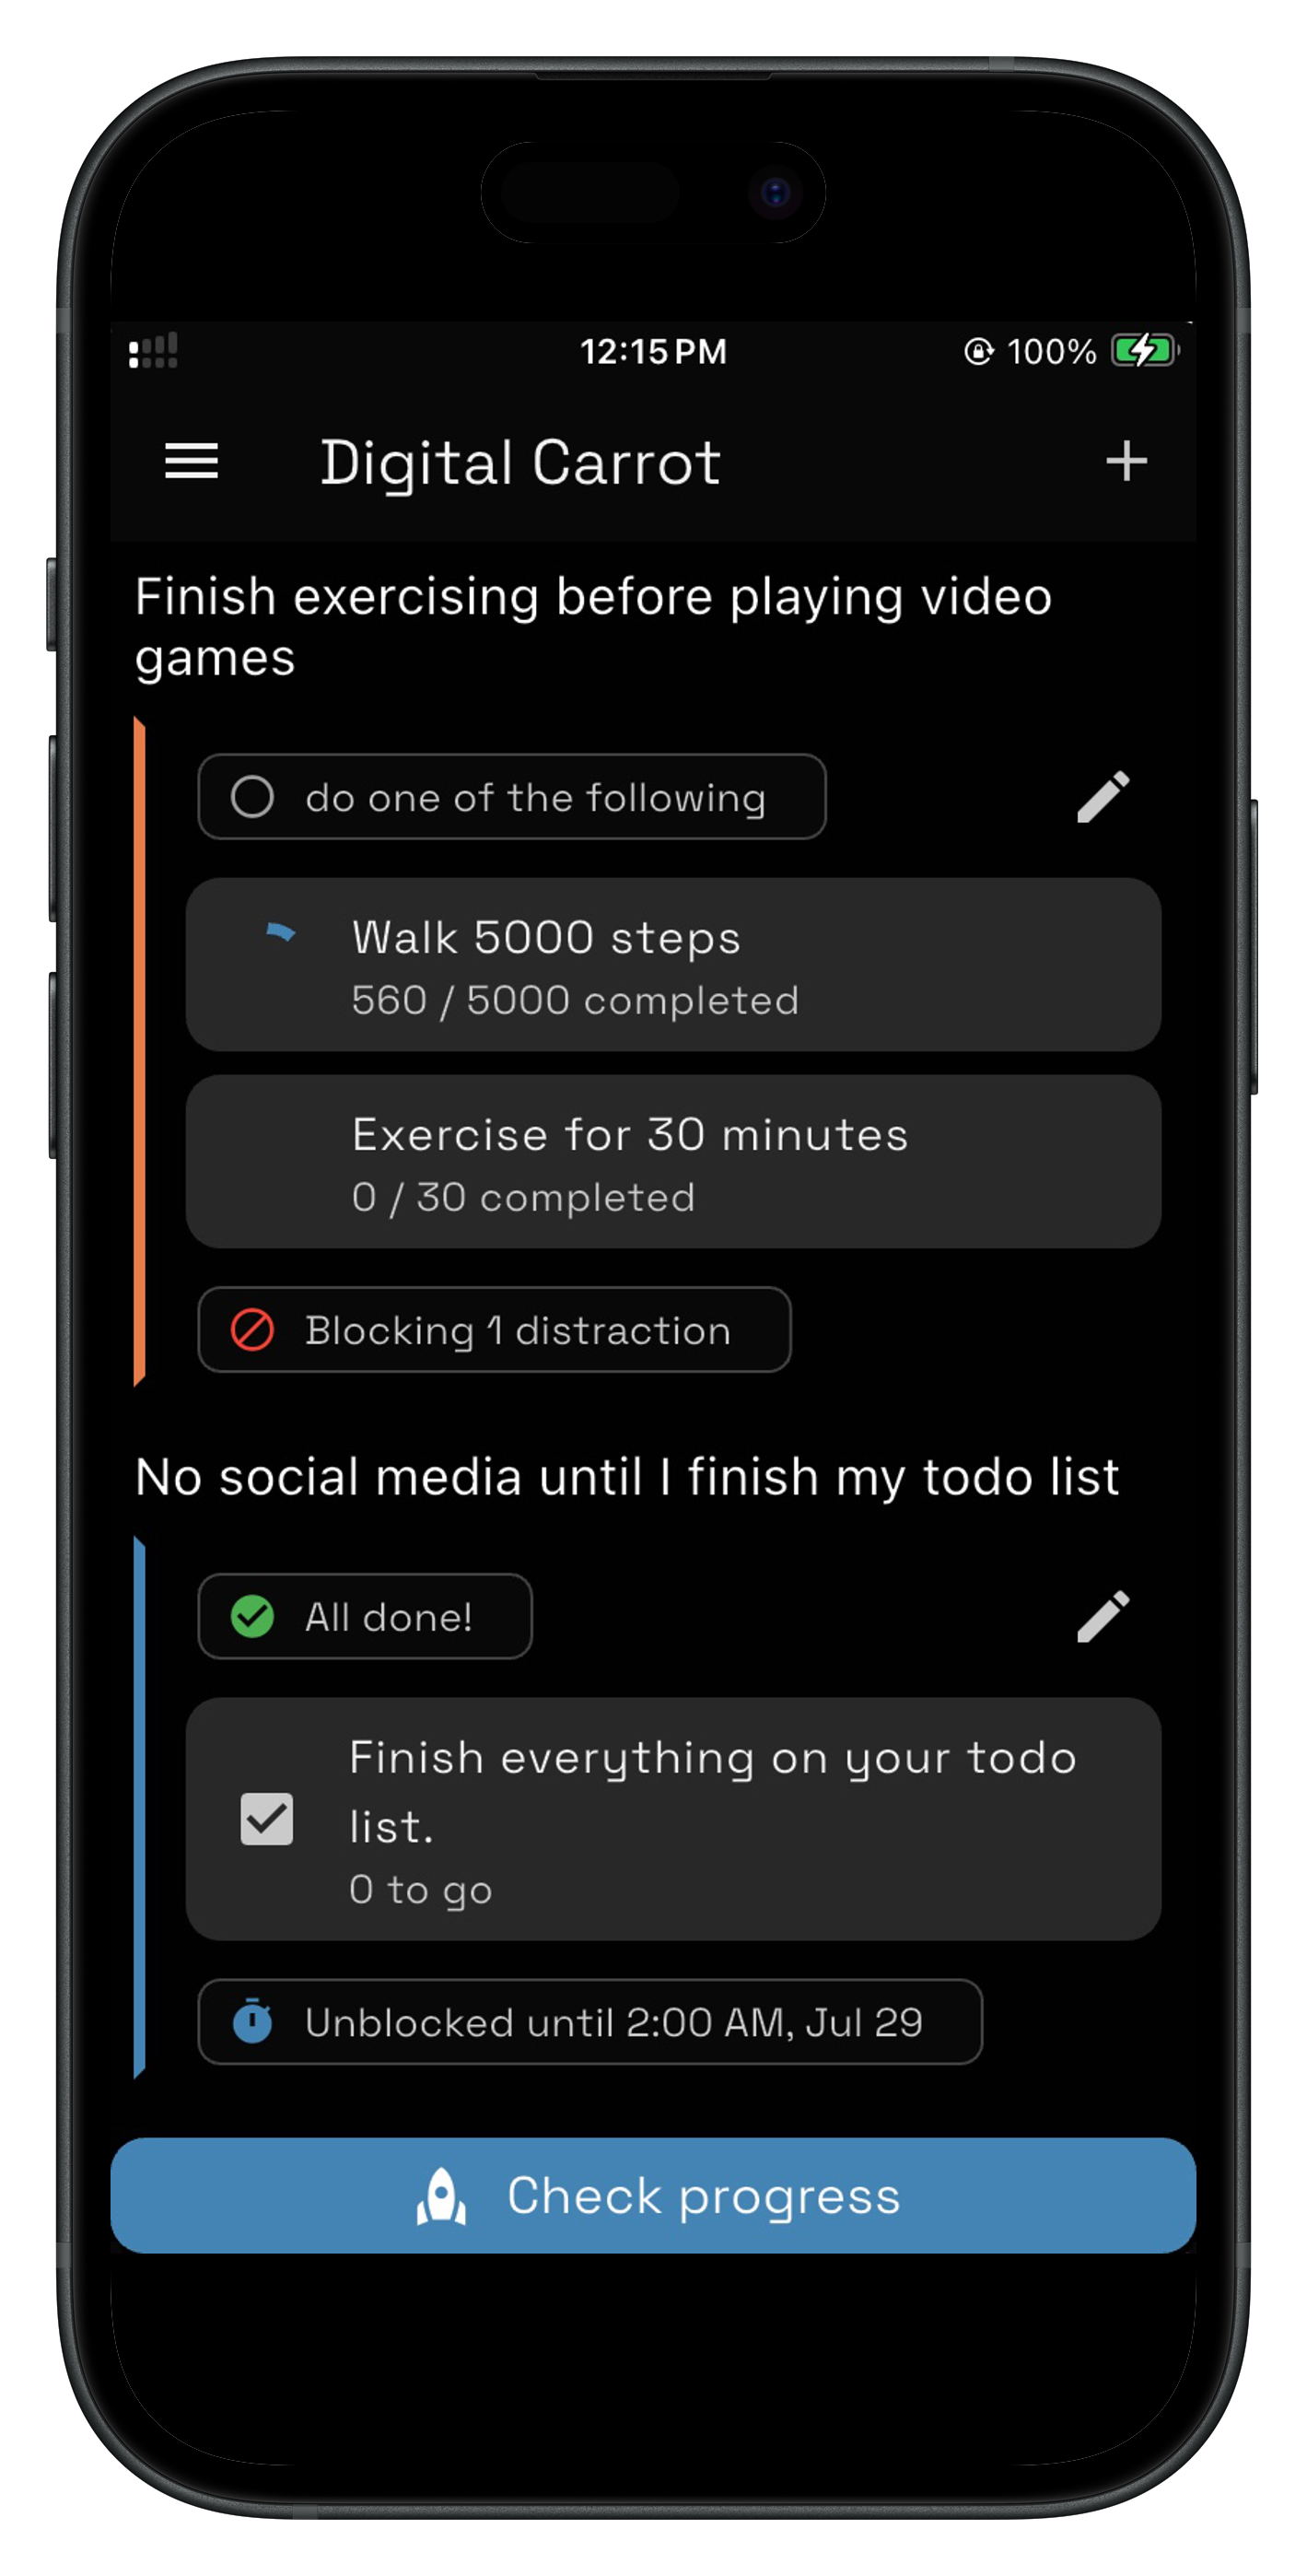 12:15 PM 100%
Digital Carrot
Finish exercising before playing video
games
do one of the following
Walk 5000 steps
560 / 5000 completed
Exercise for 30 minutes
0 / 30 completed
Blocking 1 distraction
No social media until I finish my todo list
All done!
Finish everything on your todo
list.
0 to go
Unblocked until 2:00 AM, Jul 29
Check progress